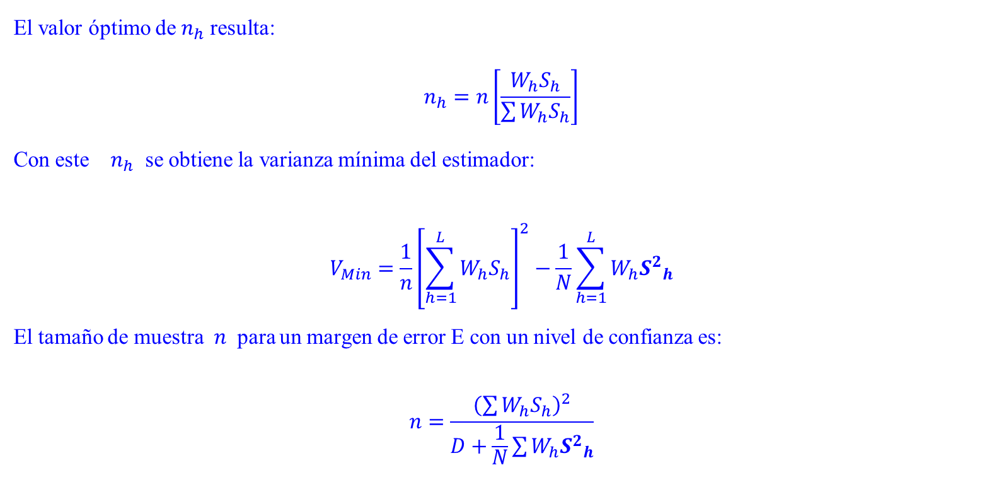 El valor óptimo de $n_h$ resulta:
$n_h = n \left[ \frac{W_h S_h}{\sum W_h S_h} \right]$
Con este $n_h$ se obtiene la varianza mínima del estimador:
$V_{Min} = \frac{1}{n} \left[ \sum_{h=1}^{L} W_h S_h \right]^2 - \frac{1}{N} \sum_{h=1}^{L} W_h \boldsymbol{S^2}_{\boldsymbol{h}}$
El tamaño de muestra $n$ para un margen de error E con un nivel de confianza es:
$n = \frac{(\sum W_h S_h)^2}{D + \frac{1}{N} \sum W_h \boldsymbol{S^2}_{\boldsymbol{h}}}$